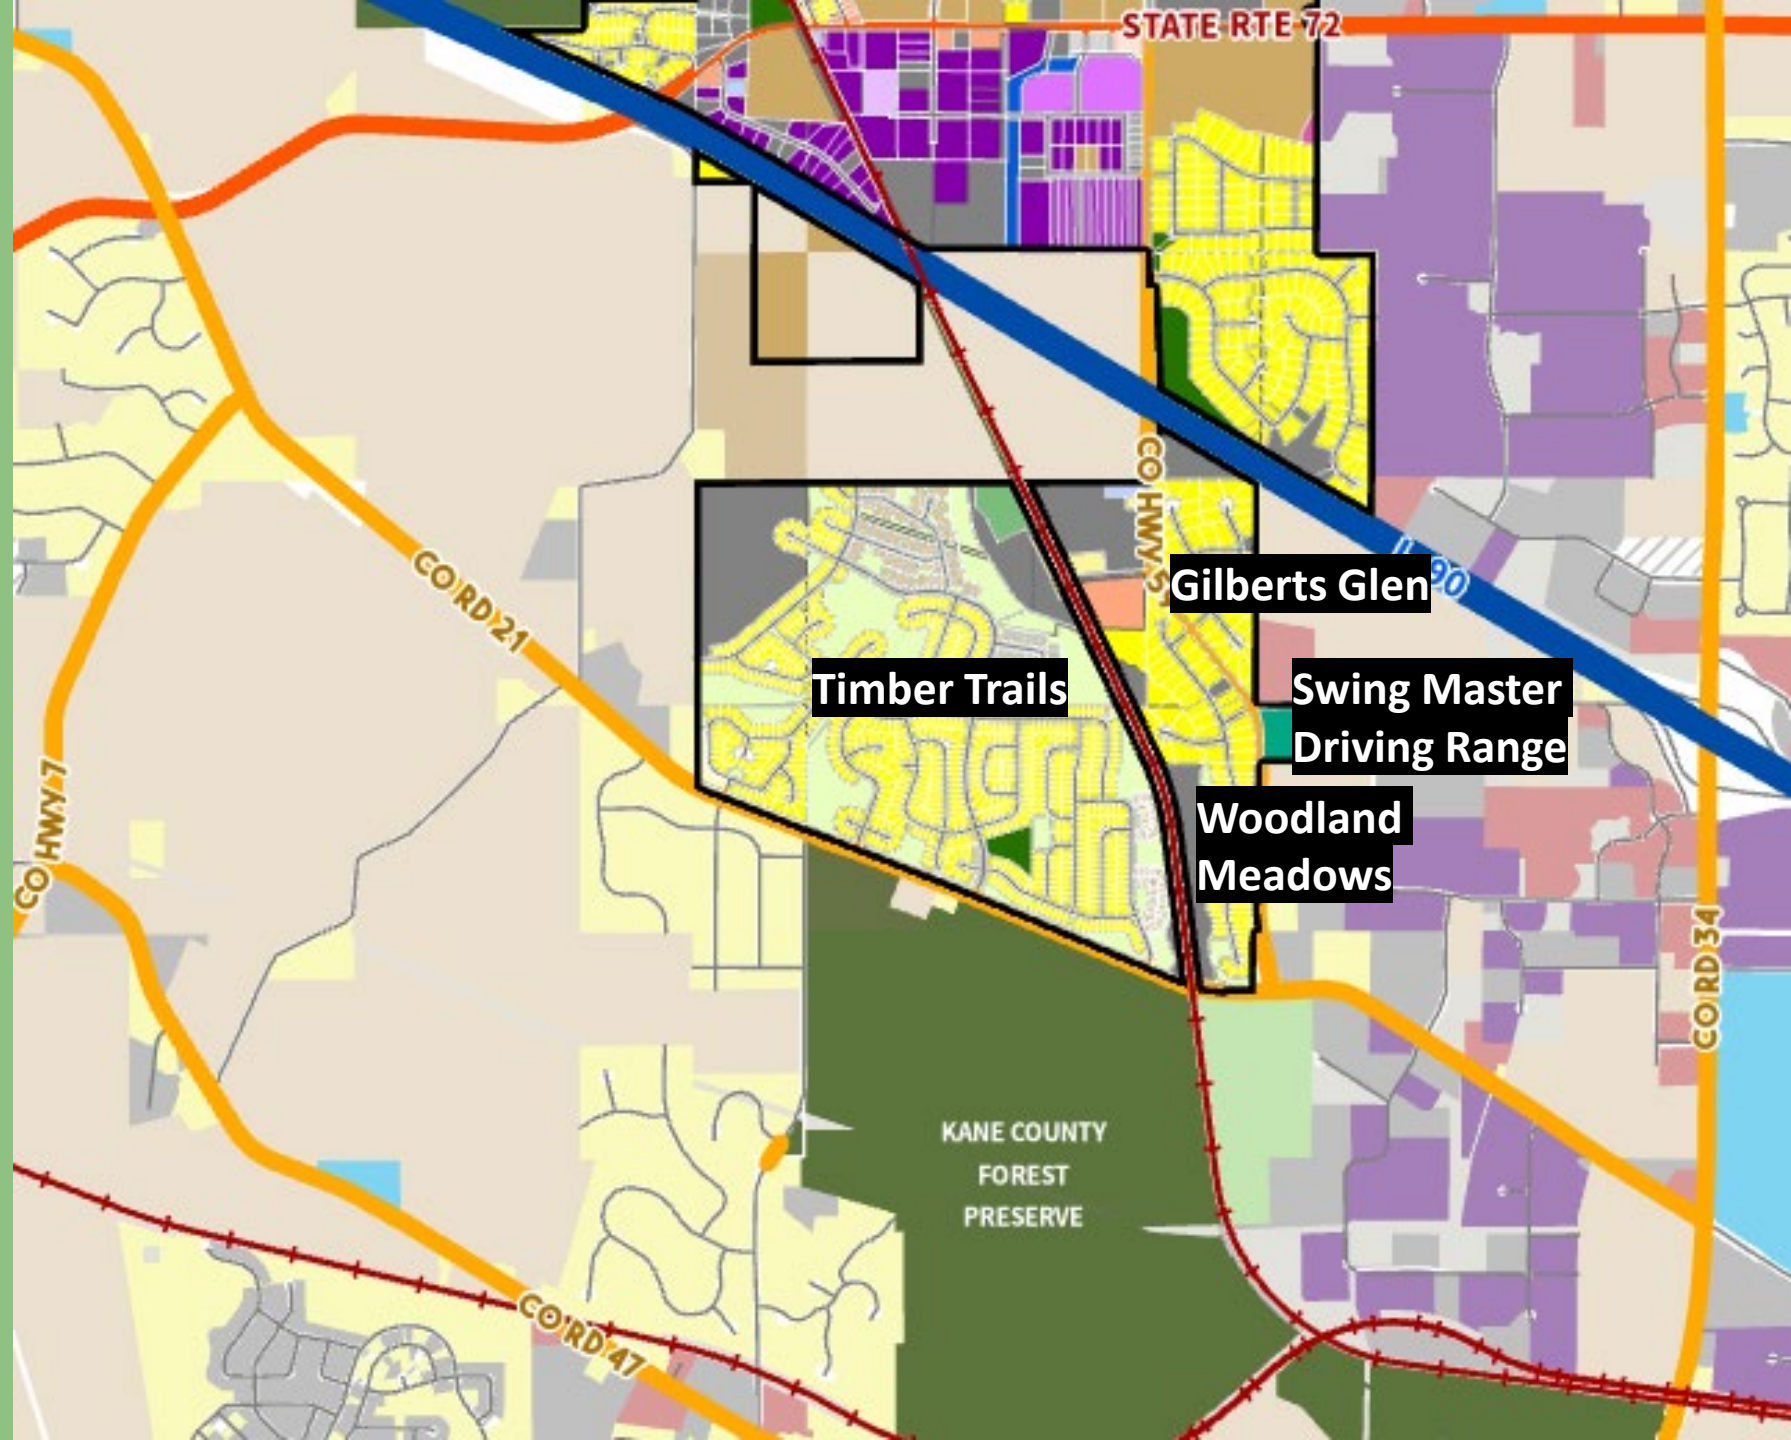 STATE RTE 72
CO HWY 5
I-90
Gilberts Glen
CO RD 21
Timber Trails
Swing Master
Driving Range
CO HWY 7
Woodland
Meadows
CO RD 34
KANE COUNTY
FOREST
PRESERVE
CO RD 47